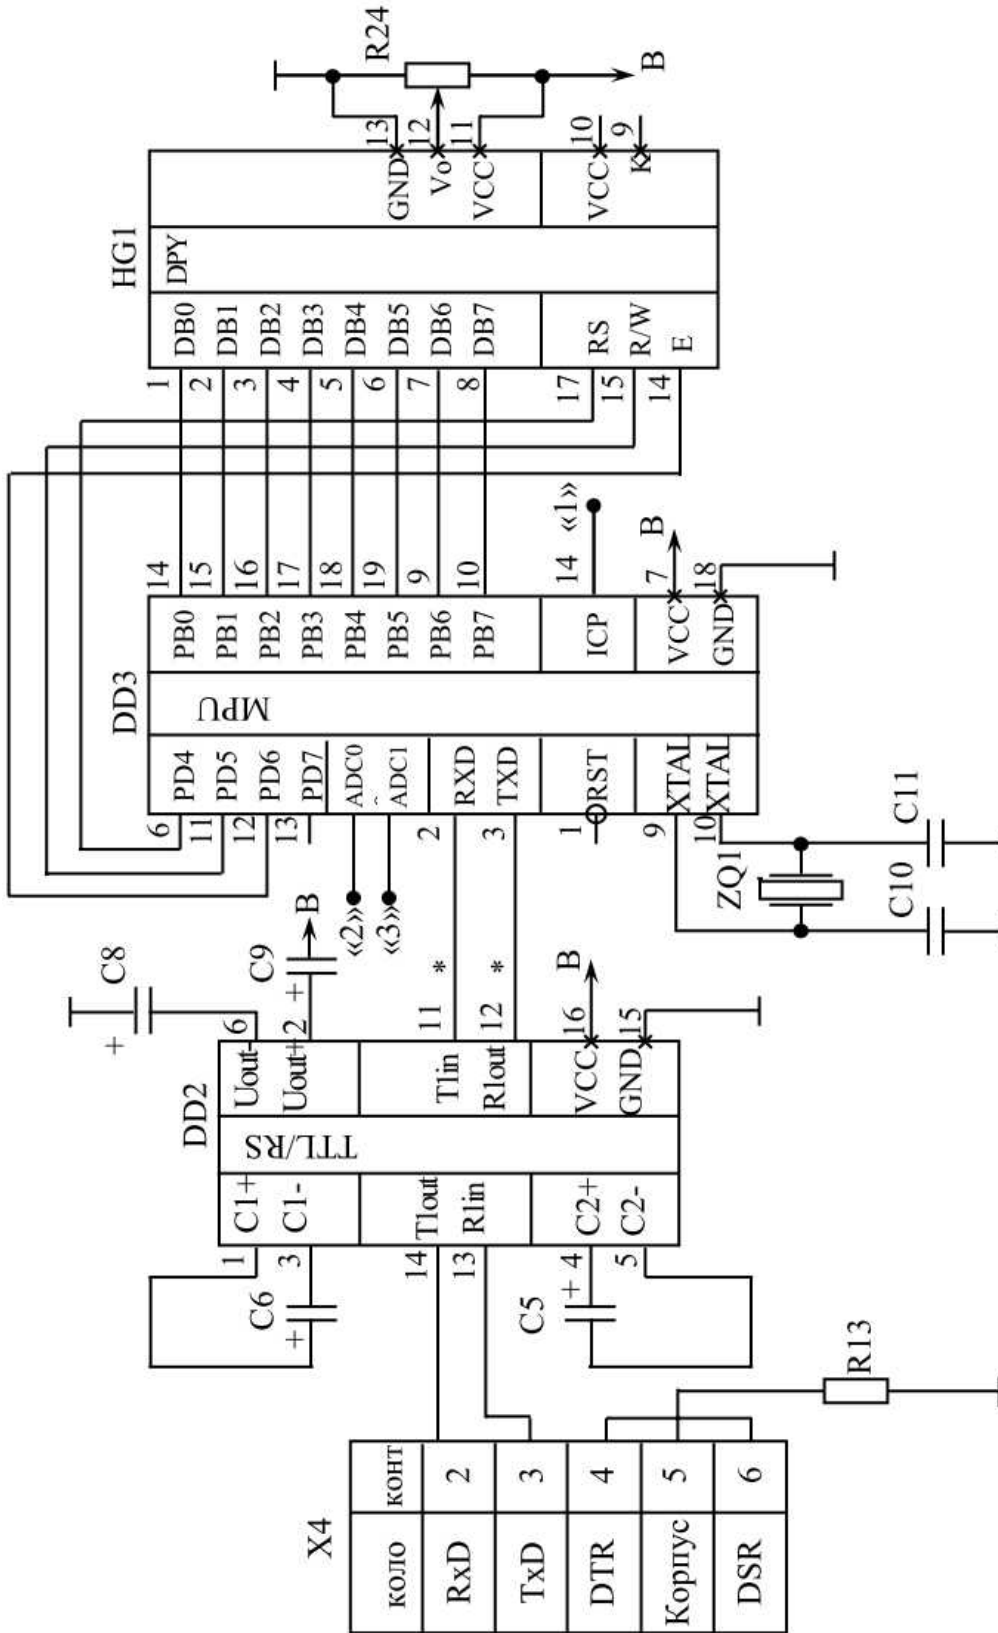 X4
коло конт
RxD 2
TxD 3
DTR 4
Корпус 5
DSR 6
R13
C6
+
C5
+
DD2
TTL/RS
1 C1+
3 C1-
14 T1out
13 R1in
4 C2+
5 C2-
Uout- 6
Uout+ 2
T1in 11
R1out 12
VCC 16
GND 15
C8
+
C9
+
B
*
*
B
«2»
«3»
DD3
MPU
6 PD4
11 PD5
12 PD6
13 PD7
ADC0
ADC1
2 RXD
3 TXD
1 RST
9 XTAL
10 XTAL
PB0 14
PB1 15
PB2 16
PB3 17
PB4 18
PB5 19
PB6 9
PB7 10
ICP 14
«1»
VCC 7
B
GND 18
ZQ1
C10
C11
HG1
DPY
1 DB0
2 DB1
3 DB2
4 DB3
5 DB4
6 DB5
7 DB6
8 DB7
17 RS
15 R/W
14 E
GND 13
Vo 12
VCC 11
VCC 10
K 9
R24
B